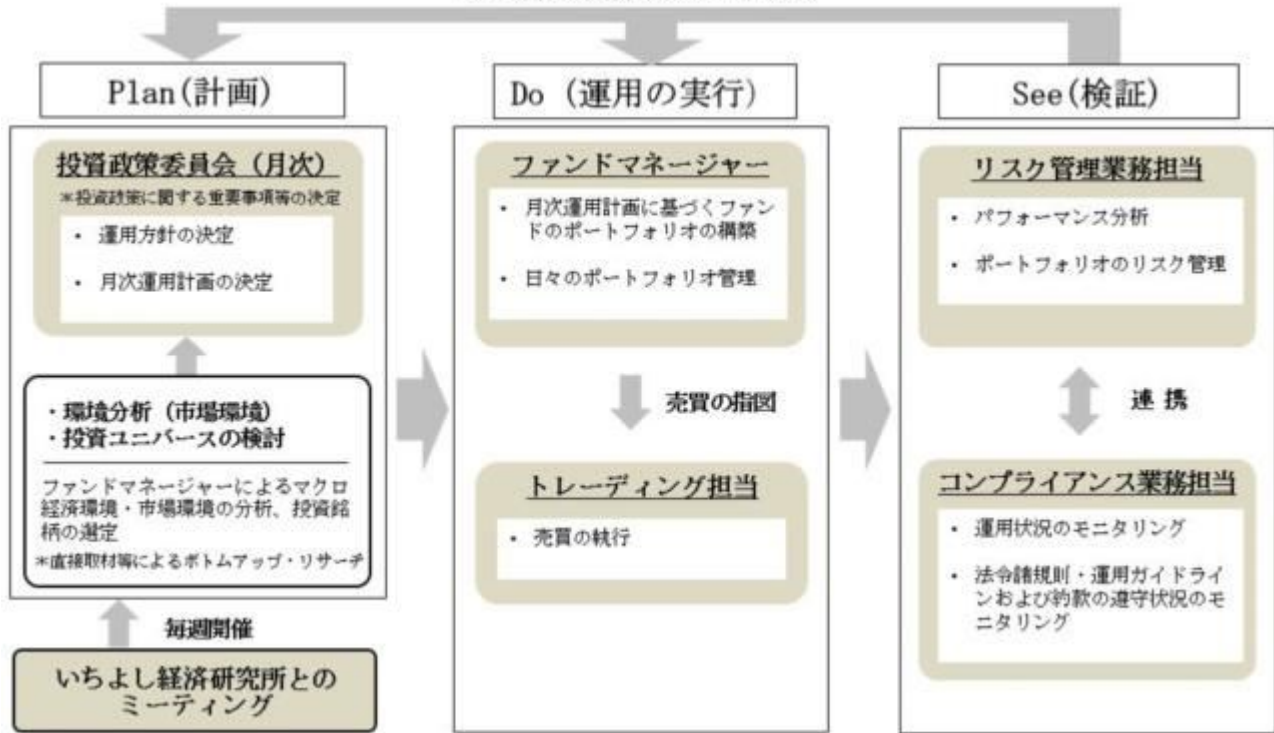 Plan(計画)
投資政策委員会(月次)
*投資政策に関する重要事項等の決定
・ 運用方針の決定
・ 月次運用計画の決定
・環境分析(市場環境)
・投資ユニバースの検討
ファンドマネージャーによるマクロ
経済環境・市場環境の分析、投資銘
柄の選定
*直接取材等によるボトムアップ・リサーチ
毎週開催
いちよし経済研究所との
ミーティング
Do (運用の実行)
ファンドマネージャー
・ 月次運用計画に基づくファン
ドのポートフォリオの構築
・ 日々のポートフォリオ管理
売買の指図
トレーディング担当
・ 売買の執行
See(検証)
リスク管理業務担当
・ パフォーマンス分析
・ ポートフォリオのリスク管理
連 携
コンプライアンス業務担当
・ 運用状況のモニタリング
・ 法令諸規則・運用ガイドライ
ンおよび約款の遵守状況のモ
ニタリング